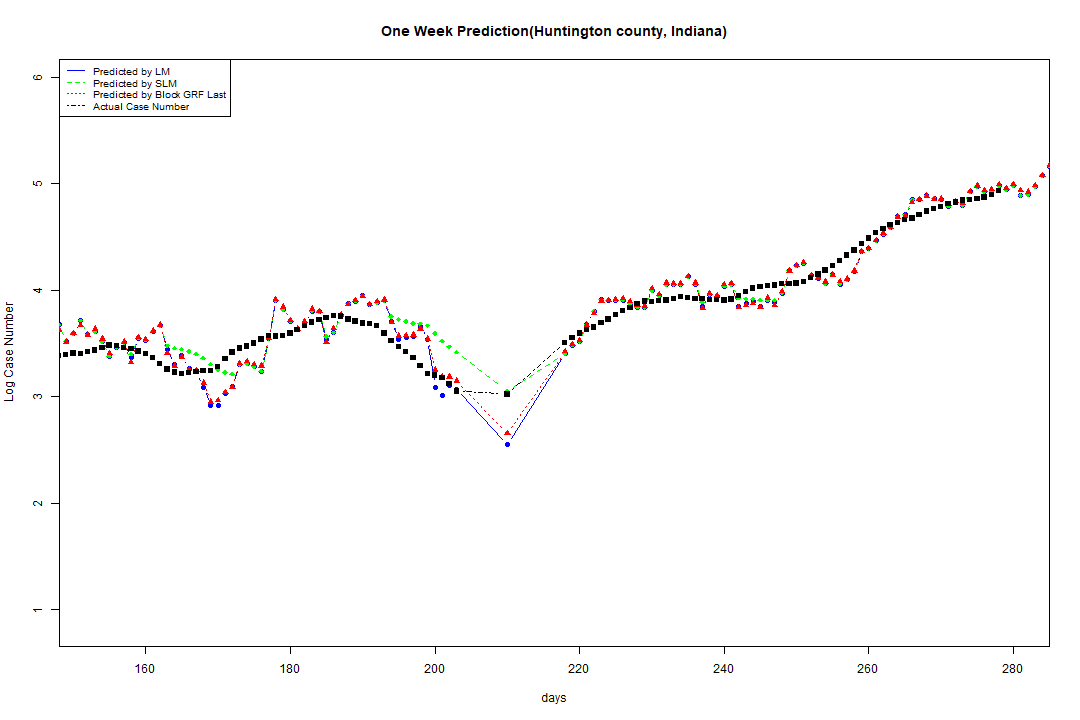 One Week Prediction(Huntington county, Indiana)
Predicted by LM
Predicted by SLM
Predicted by Block GRF Last
Actual Case Number
6
5
4
3
2
1
Log Case Number
160 180 200 220 240 260 280
days